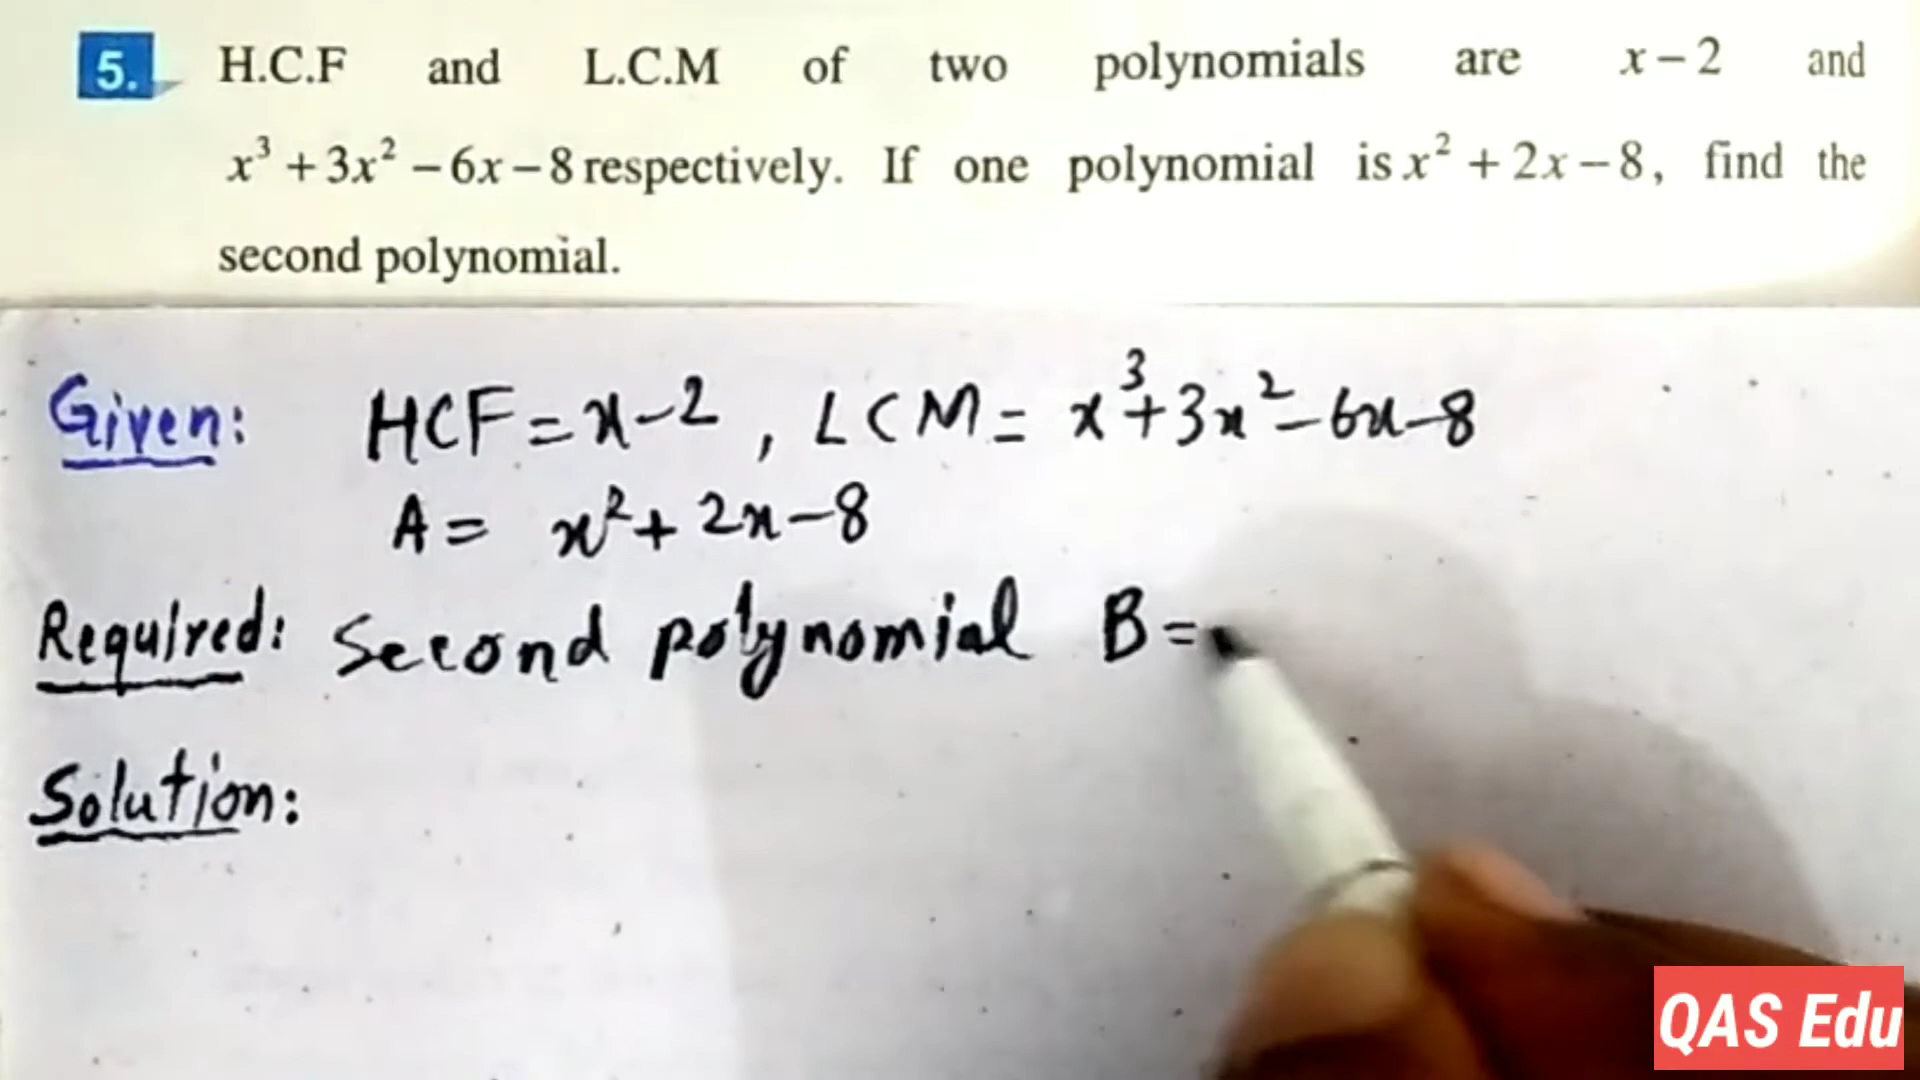 5. H.C.F and L.C.M of two polynomials are x − 2 and
x³ + 3x² − 6x − 8 respectively. If one polynomial is x² + 2x − 8, find the
second polynomial.
Given: HCF = x − 2 , LCM = x³ + 3x² − 6x − 8
A = x² + 2x − 8
Required: Second polynomial B =
Solution:
QAS Edu